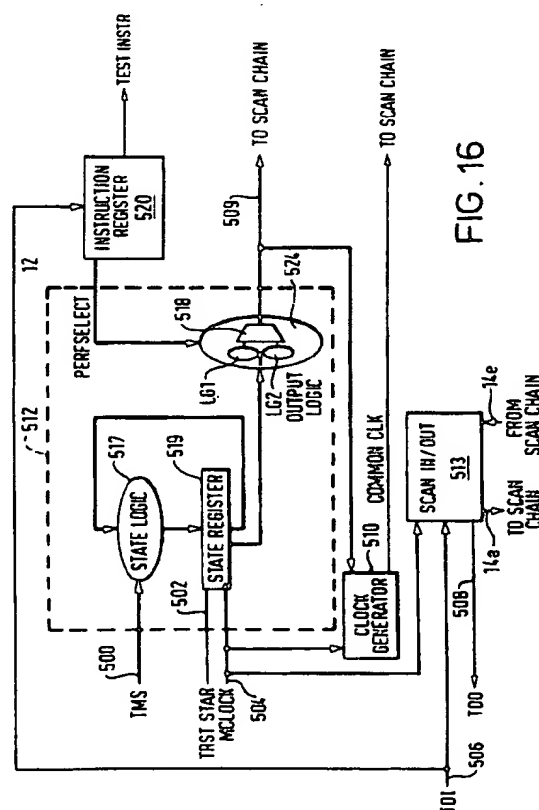 12
INSTRUCTION
REGISTER
520
TEST INSTR
512
PERFSELECT
517
STATE LOGIC
519
STATE REGISTER
500
TMS
502
TRST STAR
MCLOCK
504
518
LG1
LG2
OUTPUT
LOGIC
524
509
TO SCAN CHAIN
CLOCK
GENERATOR
510
COMMON CLK
TO SCAN CHAIN
SCAN IN/OUT
513
14a
TO SCAN
CHAIN
14e
FROM SCAN CHAIN
508
TDO
506
TDI
FIG. 16